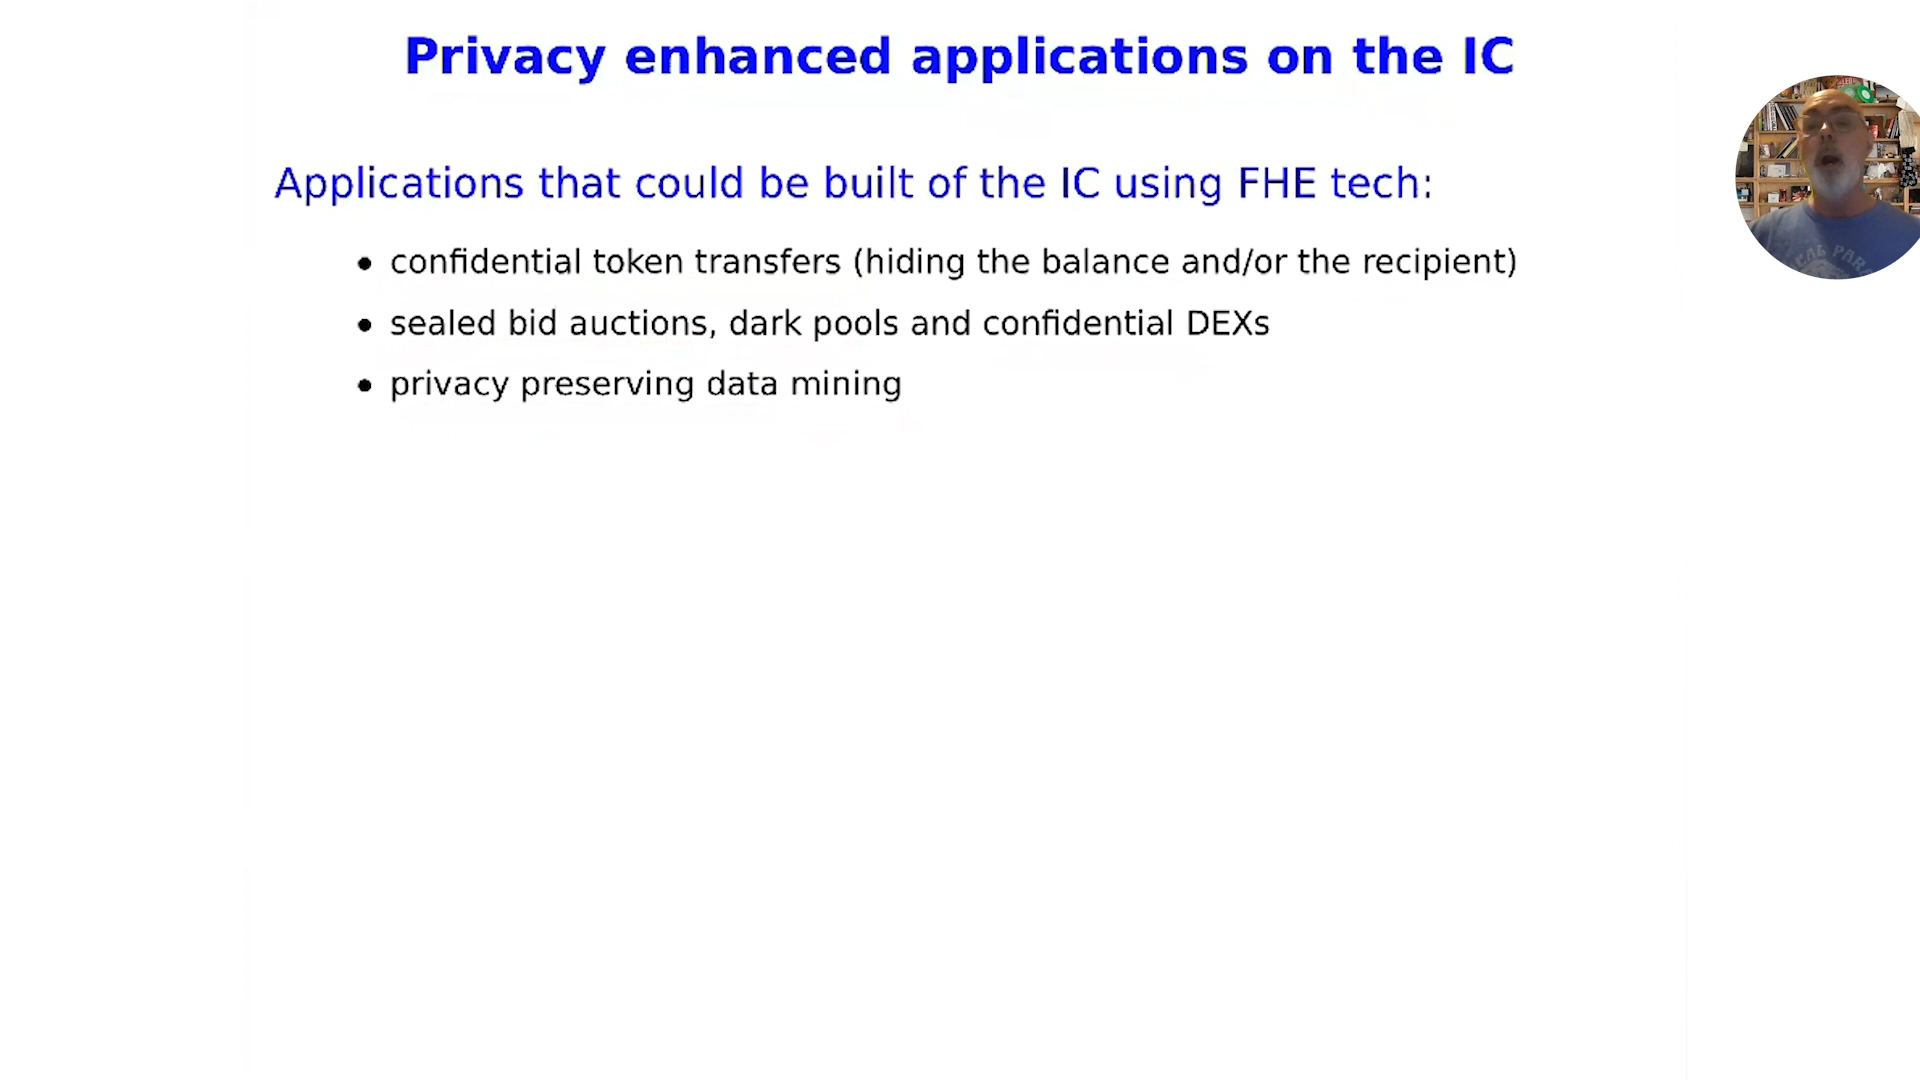 Privacy enhanced applications on the IC
Applications that could be built of the IC using FHE tech:
• confidential token transfers (hiding the balance and/or the recipient)
• sealed bid auctions, dark pools and confidential DEXs
• privacy preserving data mining